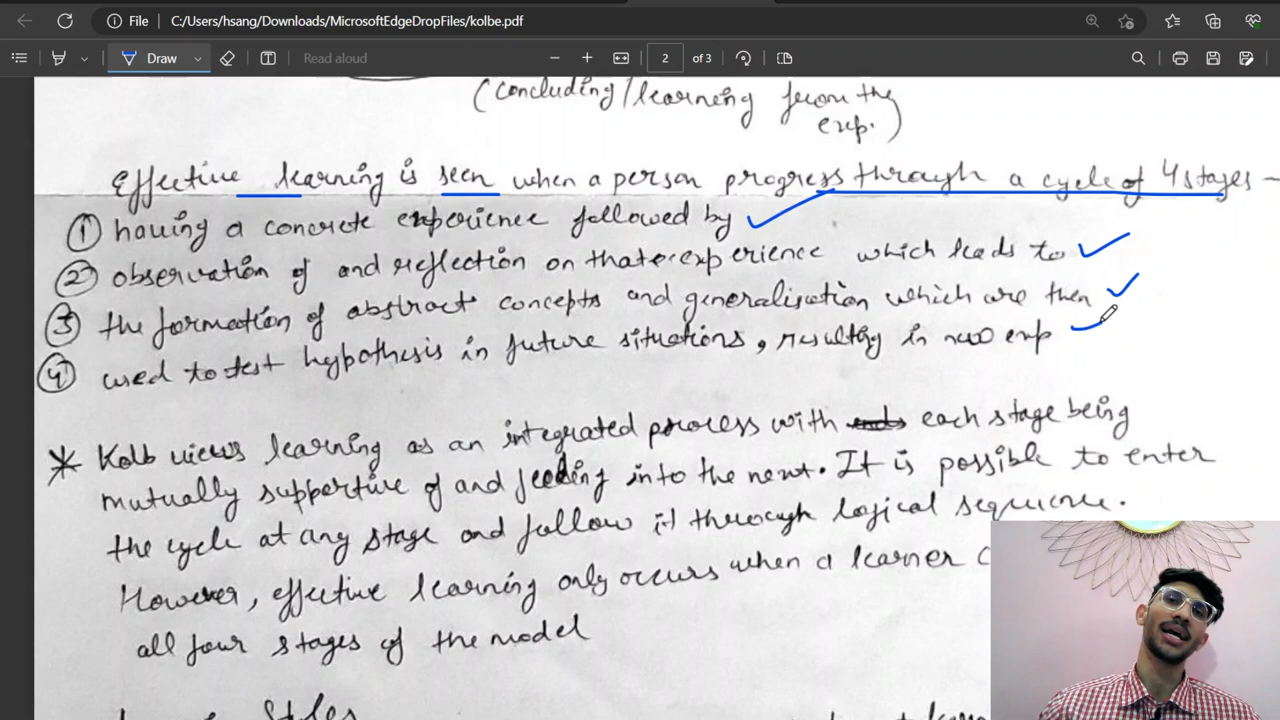 File C:/Users/hsang/Downloads/MicrosoftEdgeDropFiles/kolbe.pdf
Draw Read aloud 2 of 3
(concluding/learning from the
exp.)
Effective learning is seen when a person progress through a cycle of 4 stages -
① having a concrete experience followed by
② observation of and reflection on that experience which leads to
③ the formation of abstract concepts and generalisation which are then
④ used to test hypothesis in future situations, resulting in new exp
* Kolb views learning as an integrated process with each stage being
mutually supportive of and feeding into the next. It is possible to enter
the cycle at any stage and follow it through logical sequence.
However, effective learning only occurs when a learner
all four stages of the model
Styles